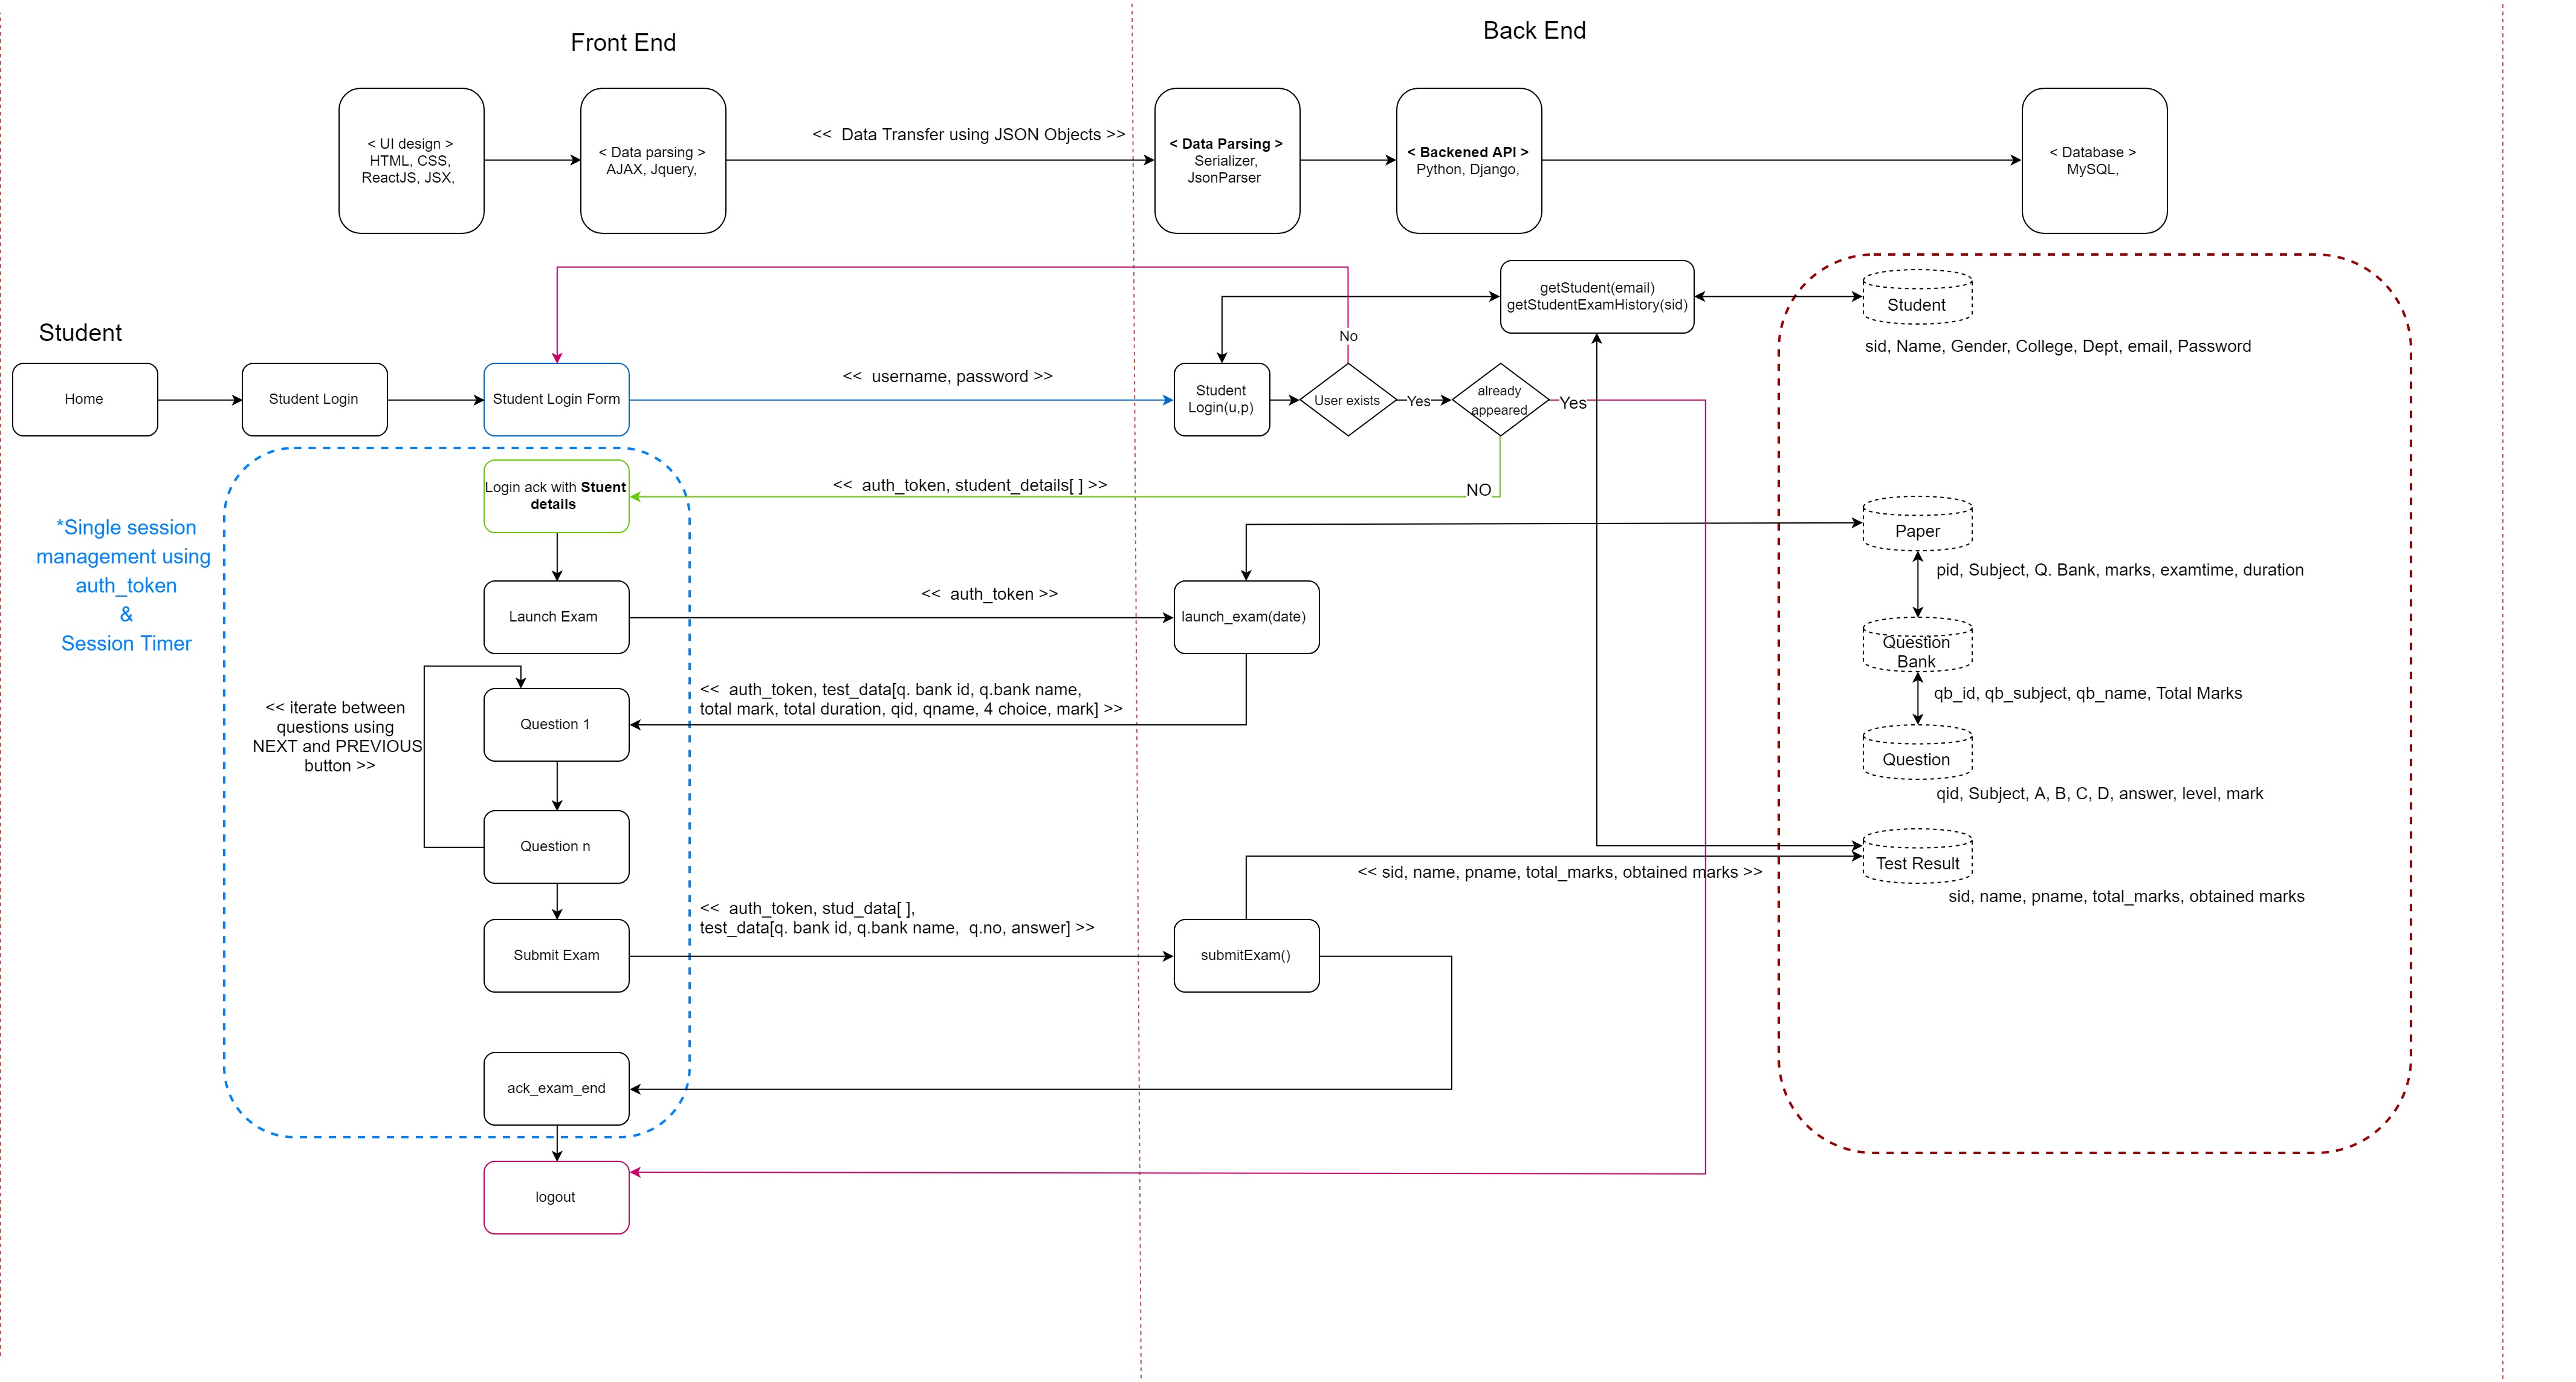 Front End
Back End
< UI design >
HTML, CSS,
ReactJS, JSX,
< Data parsing >
AJAX, Jquery,
<<  Data Transfer using JSON Objects >>
< Data Parsing >
Serializer,
JsonParser
< Backened API >
Python, Django,
< Database >
MySQL,
Student
getStudent(email)
getStudentExamHistory(sid)
Student
sid, Name, Gender, College, Dept, email, Password
No
Home
Student Login
Student Login Form
<<  username, password >>
Student
Login(u,p)
User exists
Yes
already
appeared
Yes
Login ack with Stuent
details
<<  auth_token, student_details[ ] >>
NO
*Single session
management using
auth_token
&
Session Timer
Paper
pid, Subject, Q. Bank, marks, examtime, duration
Launch Exam
<<  auth_token >>
launch_exam(date)
Question
Bank
qb_id, qb_subject, qb_name, Total Marks
<< iterate between
questions using
NEXT and PREVIOUS
button >>
Question 1
<<  auth_token, test_data[q. bank id, q.bank name,
total mark, total duration, qid, qname, 4 choice, mark] >>
Question
qid, Subject, A, B, C, D, answer, level, mark
Question n
Test Result
<< sid, name, pname, total_marks, obtained marks >>
sid, name, pname, total_marks, obtained marks
<<  auth_token, stud_data[ ],
test_data[q. bank id, q.bank name,  q.no, answer] >>
Submit Exam
submitExam()
ack_exam_end
logout